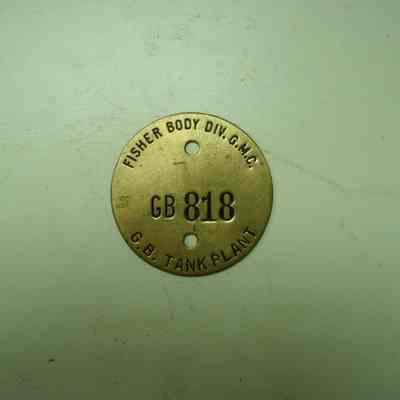 FISHER BODY DIV. G.M.C.
GB 818
G.B. TANK PLANT